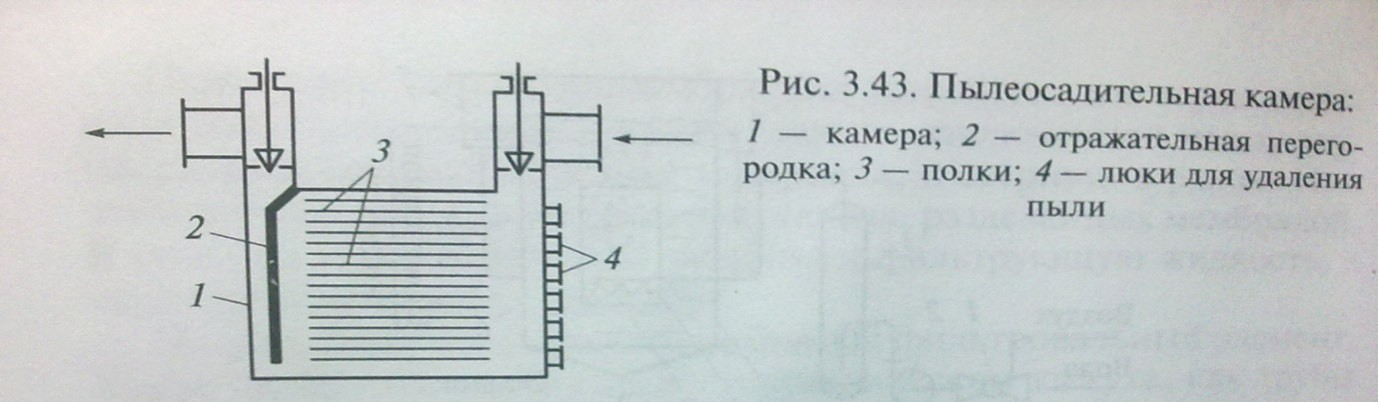 Рис. 3.43. Пылеосадительная камера:
1 — камера; 2 — отражательная перего-
родка; 3 — полки; 4 — люки для удаления
пыли
3
2
1
4